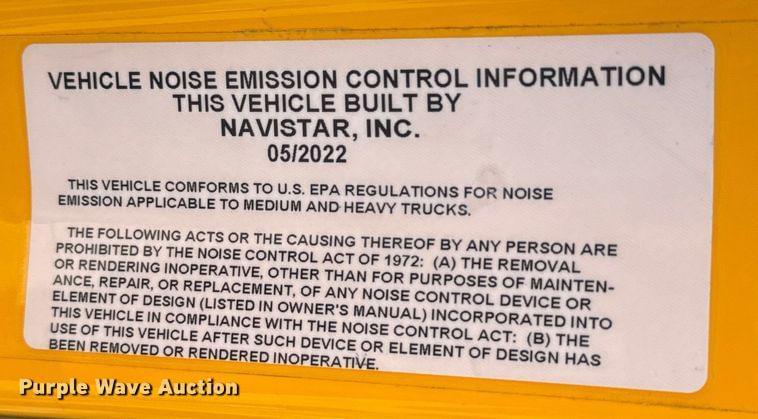 VEHICLE NOISE EMISSION CONTROL INFORMATION
THIS VEHICLE BUILT BY
NAVISTAR, INC.
05/2022
THIS VEHICLE COMFORMS TO U.S. EPA REGULATIONS FOR NOISE
EMISSION APPLICABLE TO MEDIUM AND HEAVY TRUCKS.
THE FOLLOWING ACTS OR THE CAUSING THEREOF BY ANY PERSON ARE
PROHIBITED BY THE NOISE CONTROL ACT OF 1972: (A) THE REMOVAL
OR RENDERING INOPERATIVE, OTHER THAN FOR PURPOSES OF MAINTEN-
ANCE, REPAIR, OR REPLACEMENT, OF ANY NOISE CONTROL DEVICE OR
ELEMENT OF DESIGN (LISTED IN OWNER'S MANUAL) INCORPORATED INTO
THIS VEHICLE IN COMPLIANCE WITH THE NOISE CONTROL ACT: (B) THE
USE OF THIS VEHICLE AFTER SUCH DEVICE OR ELEMENT OF DESIGN HAS
BEEN REMOVED OR RENDERED INOPERATIVE.
Purple Wave Auction